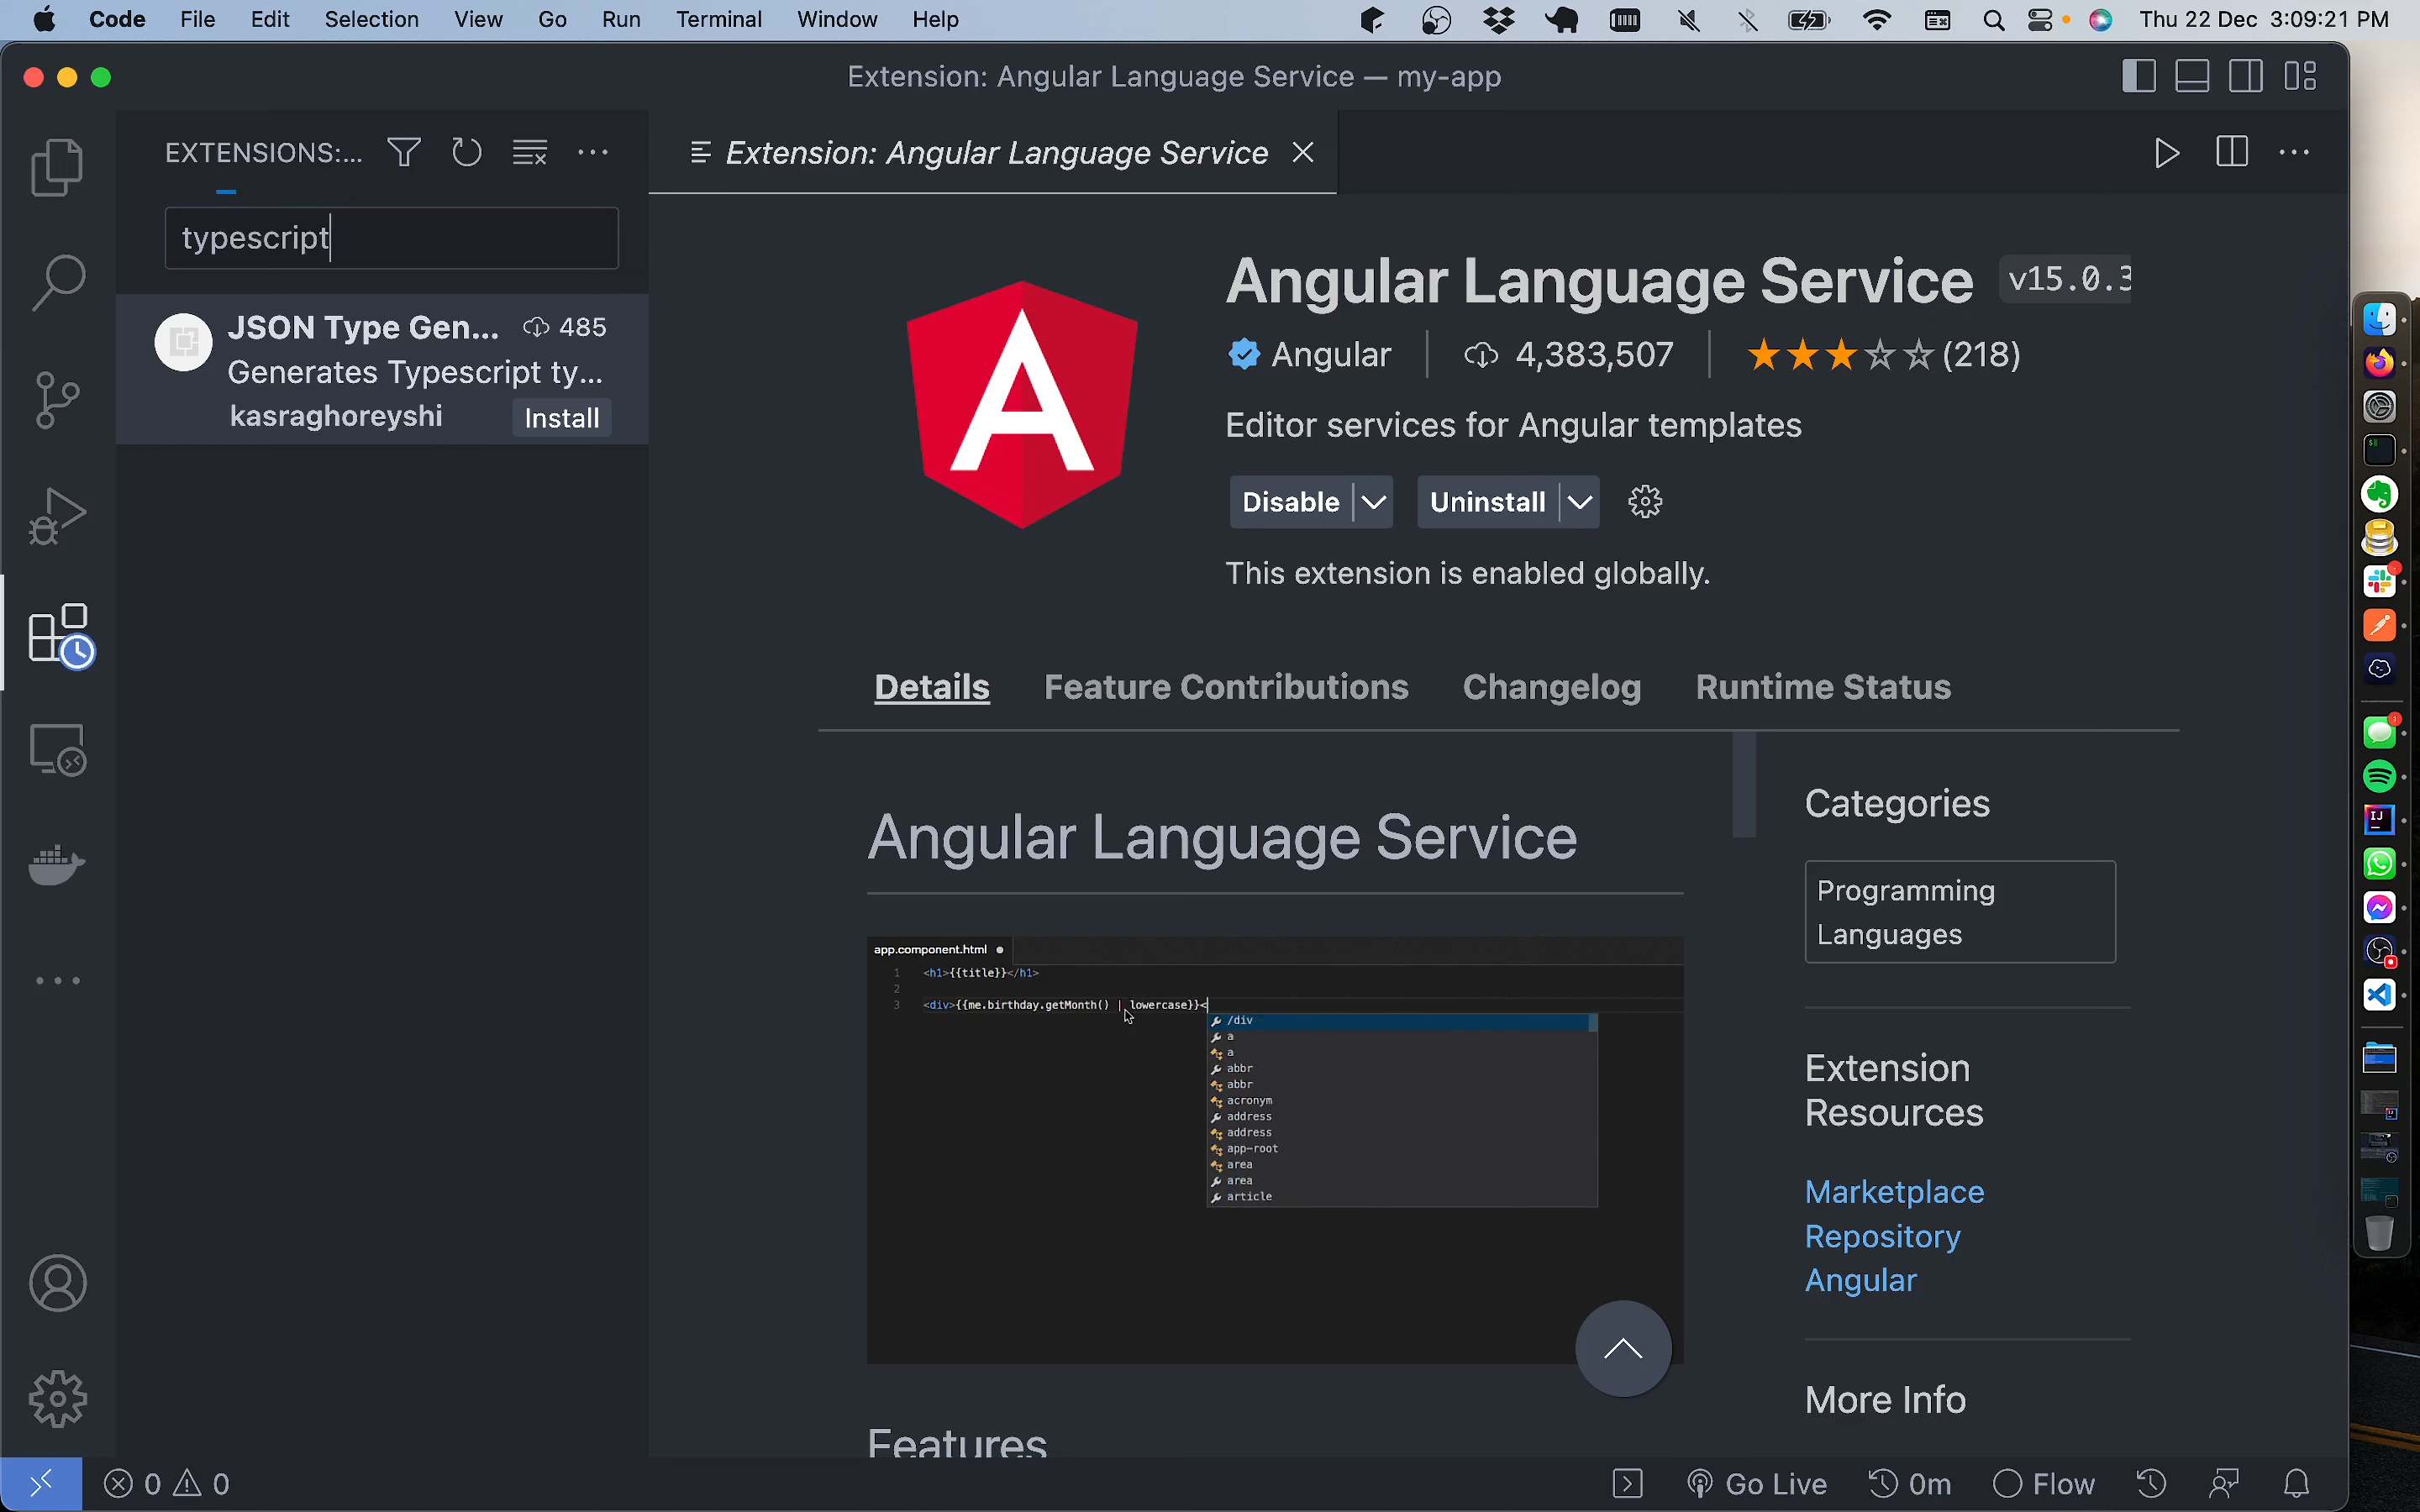 Code File Edit Selection View Go Run Terminal Window Help Thu 22 Dec 3:09:21 PM
Extension: Angular Language Service — my-app
EXTENSIONS:...
Extension: Angular Language Service
typescript
JSON Type Gen... 485
Generates Typescript ty...
kasraghoreyshi Install
Angular Language Service v15.0.3
Angular 4,383,507 (218)
Editor services for Angular templates
Disable Uninstall
This extension is enabled globally.
Details Feature Contributions Changelog Runtime Status
Angular Language Service
app.component.html
1 <h1>{{title}}</h1>
2
3 <div>{{me.birthday.getMonth() | lowercase}}<
/div
a
a
abbr
abbr
acronym
address
address
app-root
area
area
article
Features
Categories
Programming
Languages
Extension
Resources
Marketplace
Repository
Angular
More Info
0 0 Go Live 0m Flow